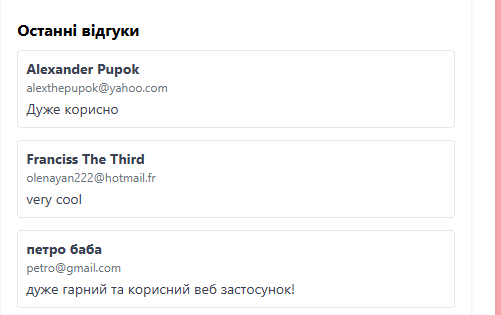 Останні відгуки
Alexander Pupok
alexthepupok@yahoo.com
Дуже корисно
Franciss The Third
olenayan222@hotmail.fr
very cool
петро баба
petro@gmail.com
дуже гарний та корисний веб застосунок!